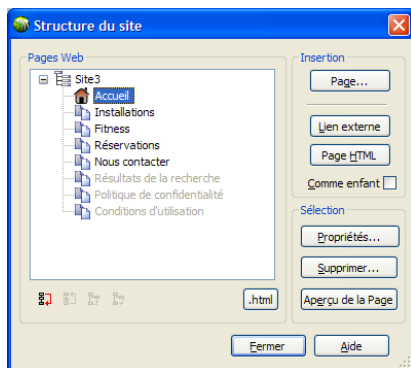 Structure du site
Pages Web
Site3
Accueil
Installations
Fitness
Réservations
Nous contacter
Résultats de la recherche
Politique de confidentialité
Conditions d'utilisation
.html
Insertion
Page...
Lien externe
Page HTML
Comme enfant
Sélection
Propriétés...
Supprimer...
Aperçu de la Page
Fermer
Aide